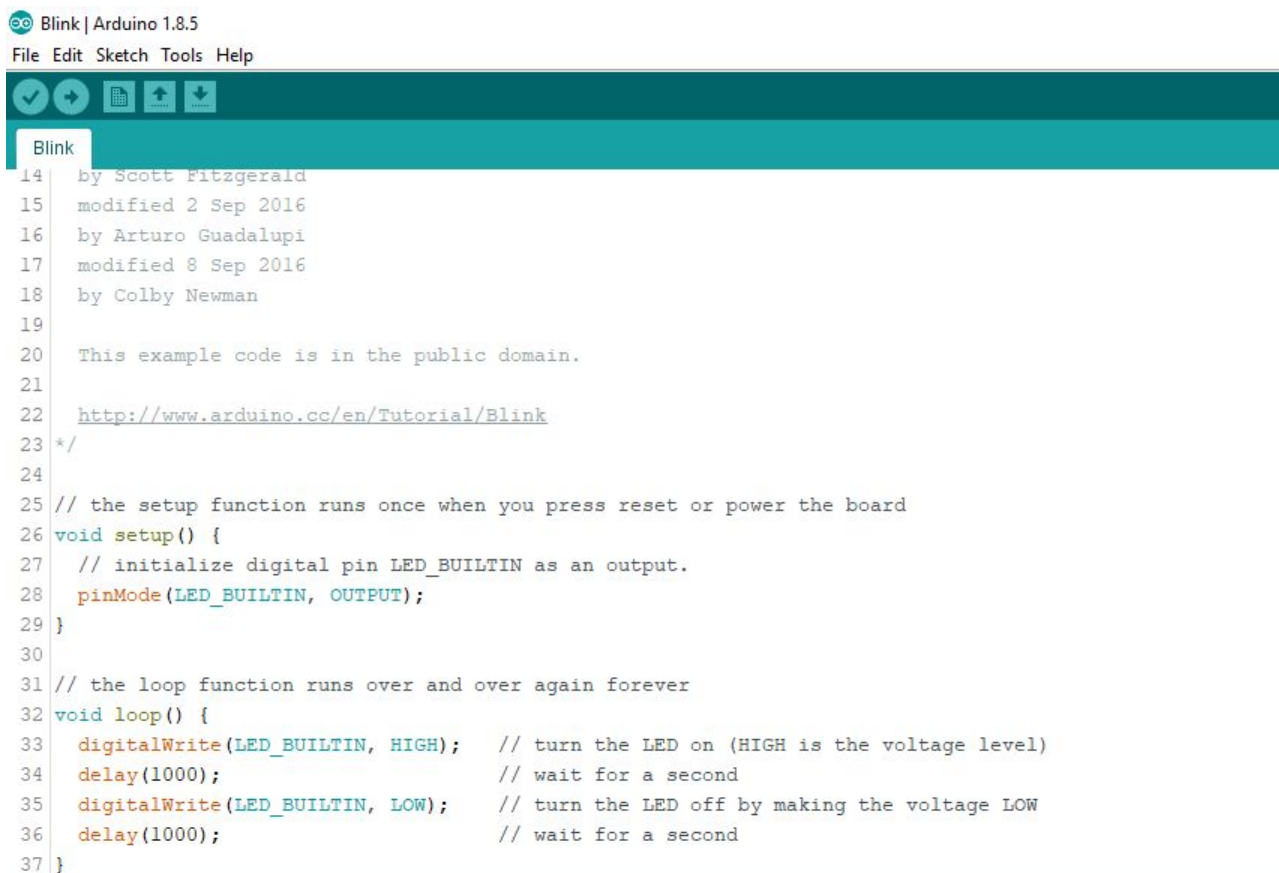 Blink | Arduino 1.8.5
File Edit Sketch Tools Help
Blink
14   by Scott Fitzgerald
15   modified 2 Sep 2016
16   by Arturo Guadalupi
17   modified 8 Sep 2016
18   by Colby Newman
19
20   This example code is in the public domain.
21
22   http://www.arduino.cc/en/Tutorial/Blink
23 */
24
25 // the setup function runs once when you press reset or power the board
26 void setup() {
27   // initialize digital pin LED_BUILTIN as an output.
28   pinMode(LED_BUILTIN, OUTPUT);
29 }
30
31 // the loop function runs over and over again forever
32 void loop() {
33   digitalWrite(LED_BUILTIN, HIGH);   // turn the LED on (HIGH is the voltage level)
34   delay(1000);                       // wait for a second
35   digitalWrite(LED_BUILTIN, LOW);    // turn the LED off by making the voltage LOW
36   delay(1000);                       // wait for a second
37 }